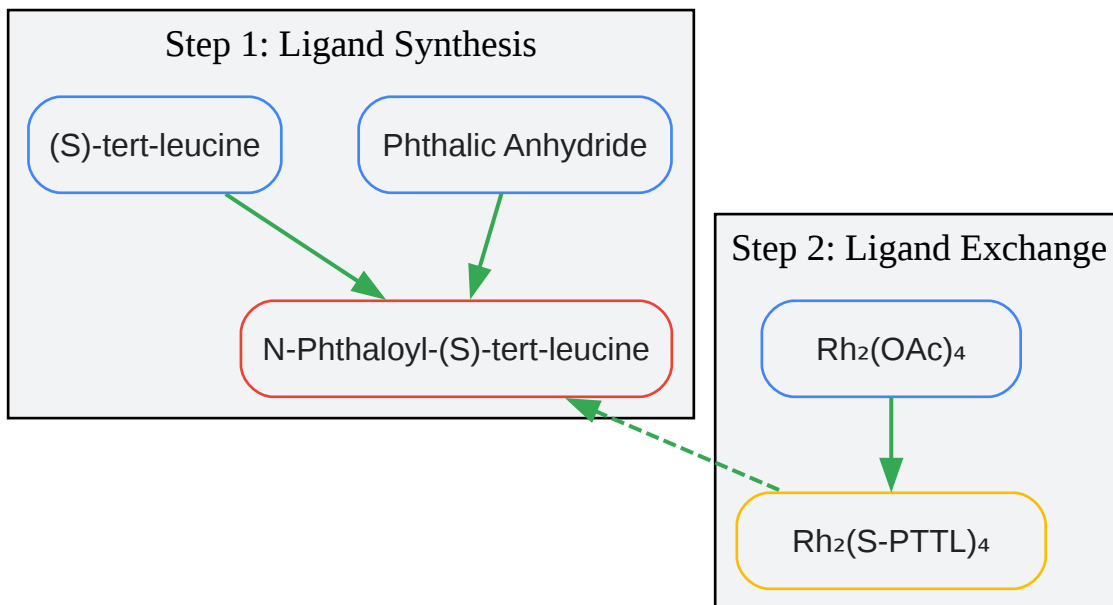 Step 1: Ligand Synthesis
(S)-tert-leucine
Phthalic Anhydride
N-Phthaloyl-(S)-tert-leucine
Step 2: Ligand Exchange
Rh₂(OAc)₄
Rh₂(S-PTTL)₄